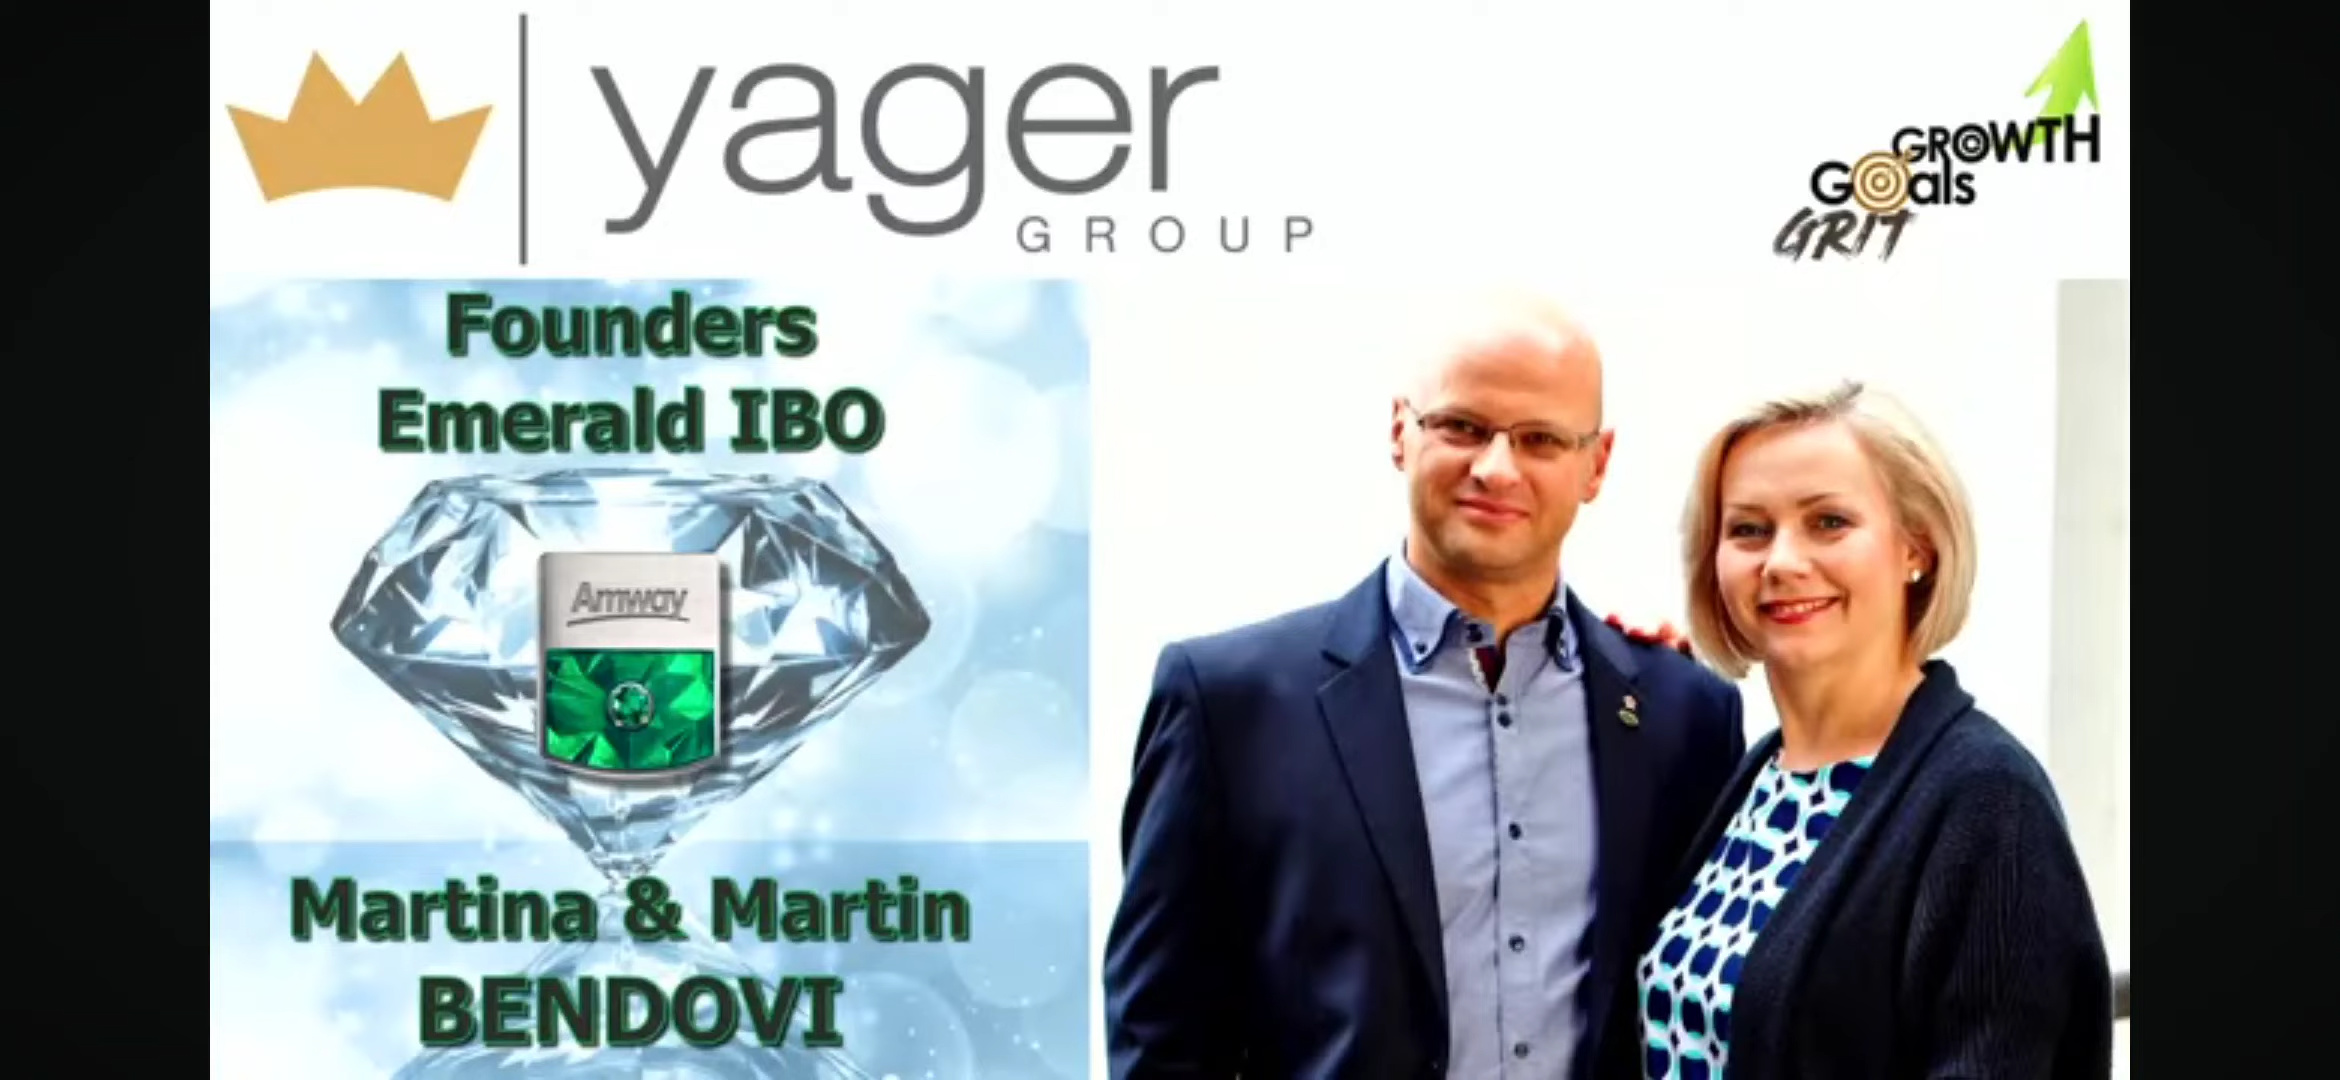 yager
GROUP
GROWTH
Goals
GRIT
Founders
Emerald IBO
Amway
Martina & Martin
BENDOVI